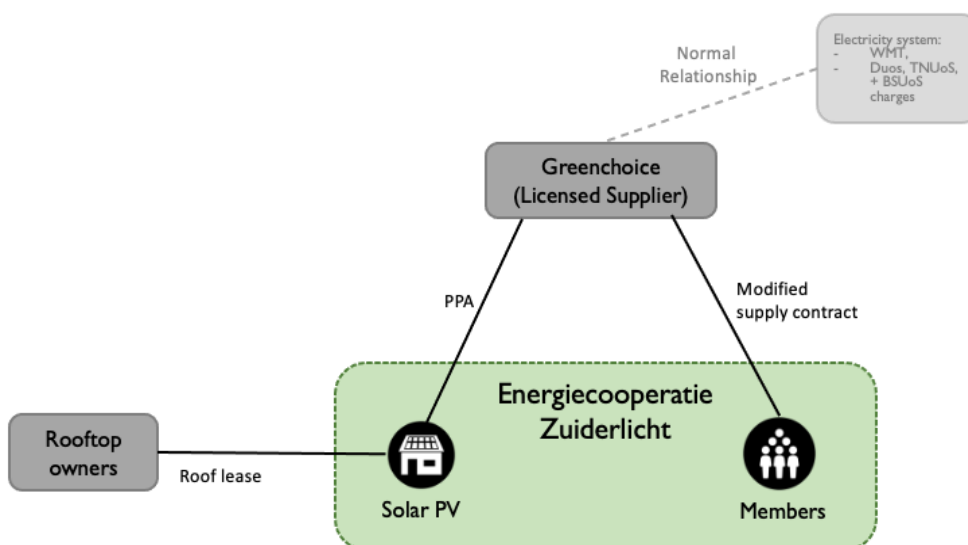 Electricity system:
- WMT,
- Duos, TNUoS,
+ BSUoS
charges
Normal
Relationship
Greenchoice
(Licensed Supplier)
PPA
Modified
supply contract
Energiecooperatie
Zuiderlicht
Rooftop
owners
Roof lease
Solar PV
Members